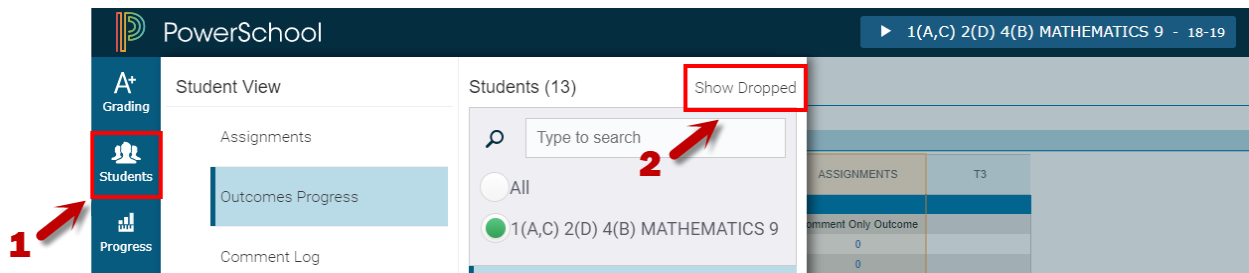 PowerSchool
1(A,C) 2(D) 4(B) MATHEMATICS 9 - 18-19
A+
Grading
Students
Progress
1
Student View
Assignments
Outcomes Progress
Comment Log
Students (13)
Show Dropped
Type to search
2
All
1(A,C) 2(D) 4(B) MATHEMATICS 9
ASSIGNMENTS
T3
omment Only Outcome
0
0